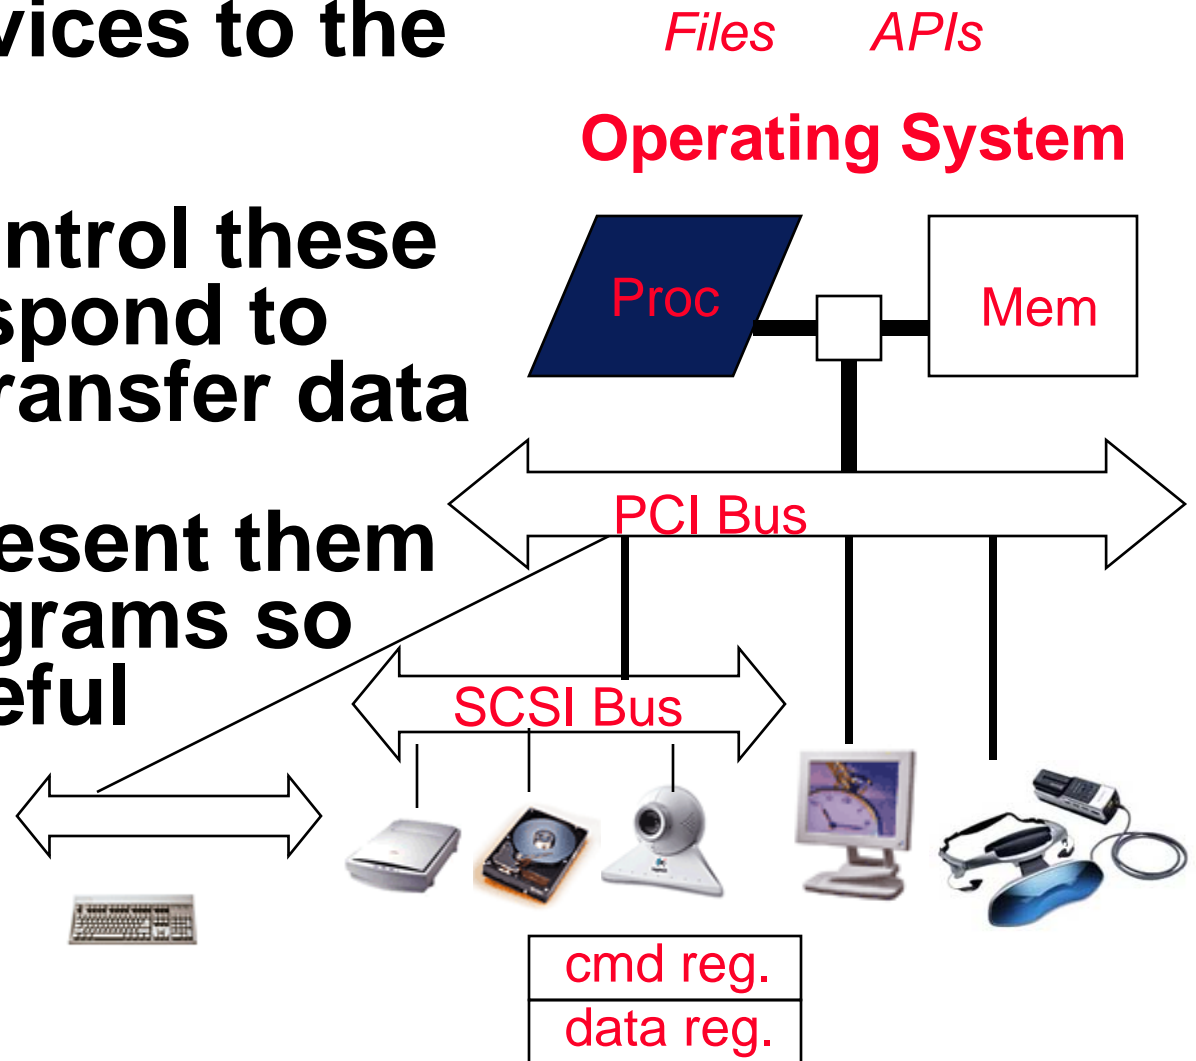 vices to the
ntrol these
spond to
ransfer data
esent them
grams so
eful
Files APIs
Operating System
Proc
Mem
PCI Bus
SCSI Bus
cmd reg.
data reg.